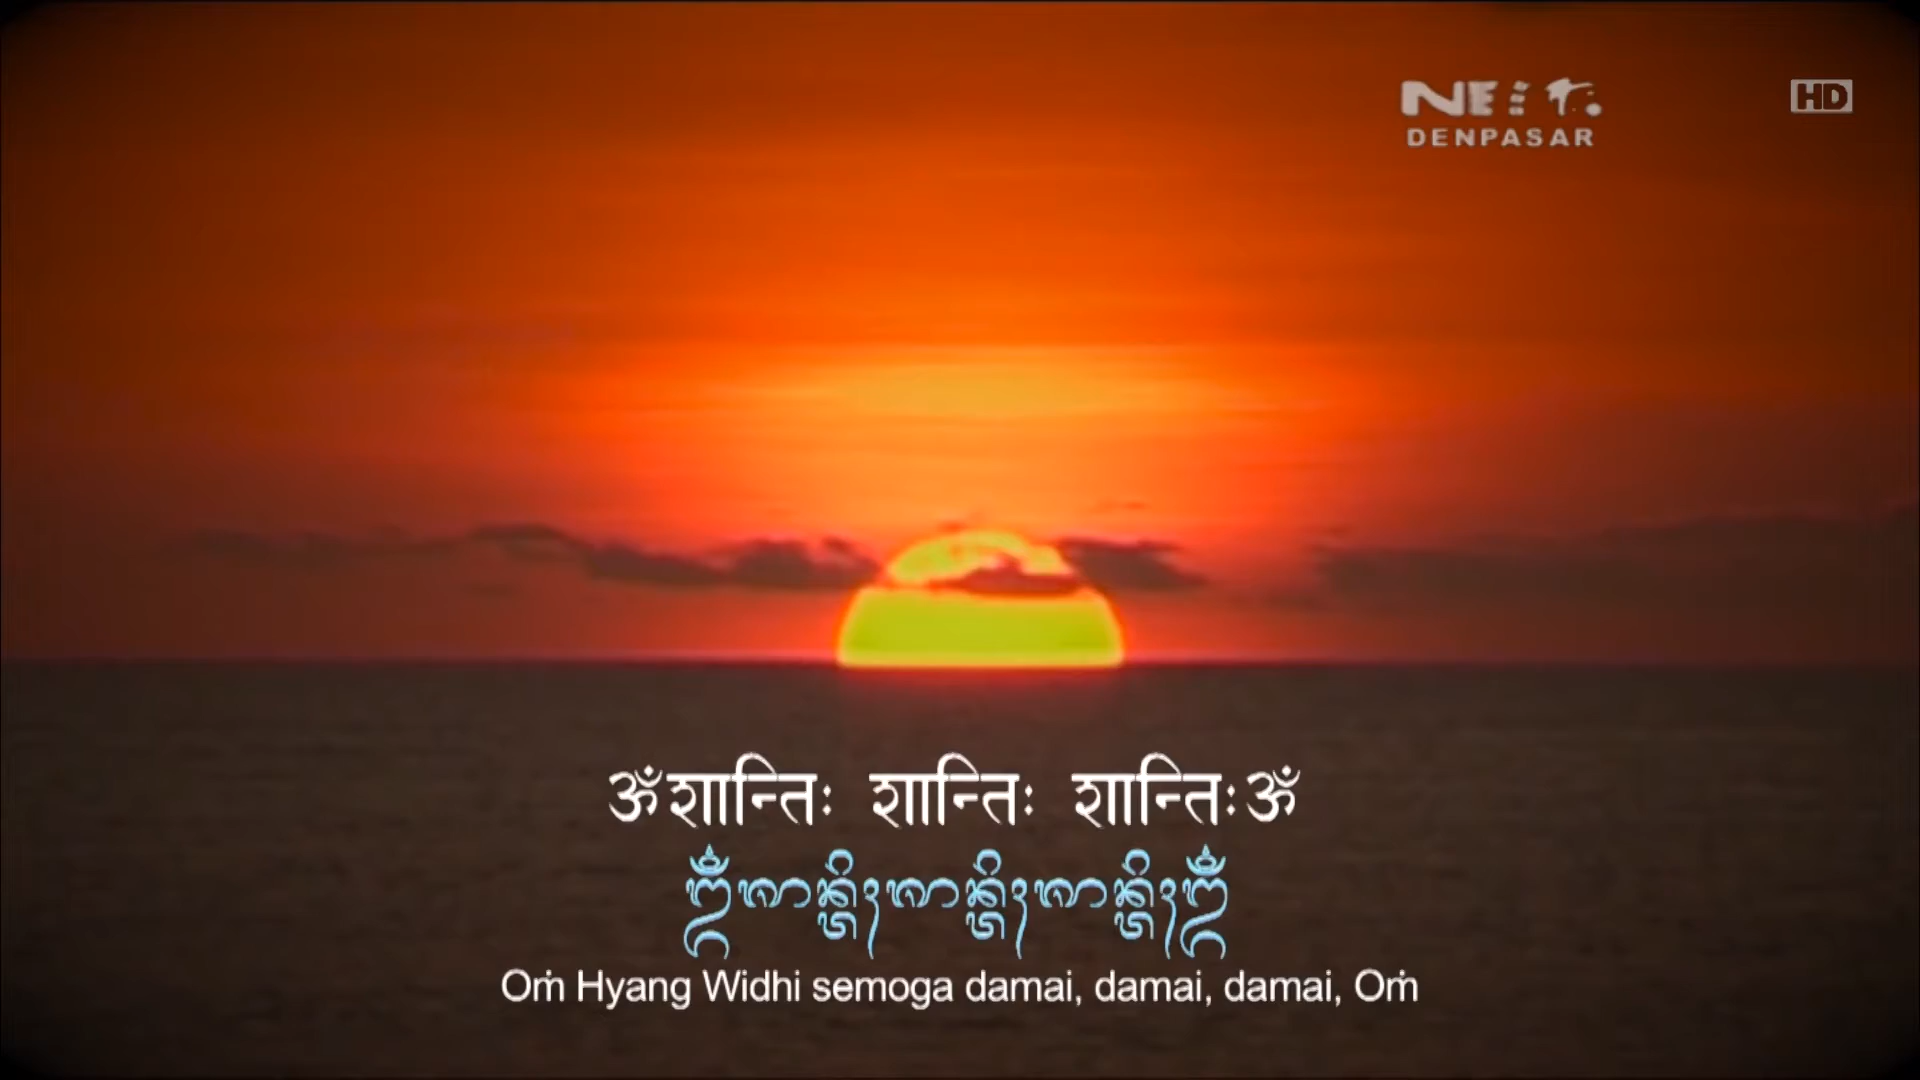 NET.
DENPASAR
HD
ॐ शान्तिः शान्तिः शान्तिः ॐ
ᬒᬁᬰᬵᬦ᭄ᬢᬶᬄᬰᬵᬦ᭄ᬢᬶᬄᬰᬵᬦ᭄ᬢᬶᬄᬒᬁ
Oṁ Hyang Widhi semoga damai, damai, damai, Oṁ